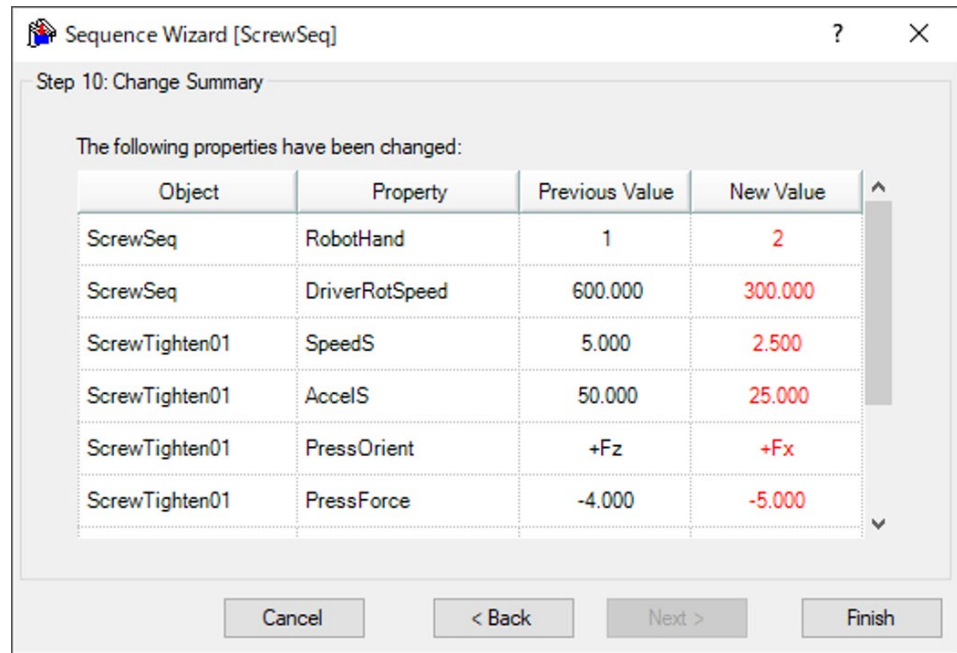 Sequence Wizard [ScrewSeq] ?
Step 10: Change Summary
The following properties have been changed:
Object Property Previous Value New Value
ScrewSeq RobotHand 1 2
ScrewSeq DriverRotSpeed 600.000 300.000
ScrewTighten01 SpeedS 5.000 2.500
ScrewTighten01 AccelS 50.000 25.000
ScrewTighten01 PressOrient +Fz +Fx
ScrewTighten01 PressForce -4.000 -5.000
Cancel < Back Next > Finish